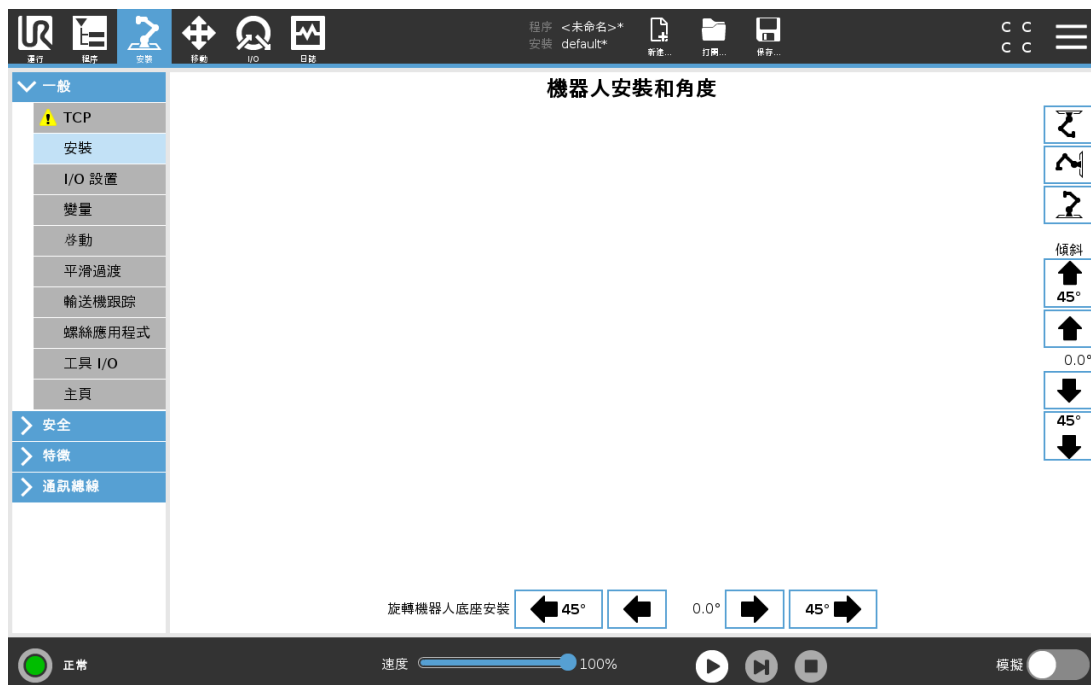 運行
程序
安裝
移動
I/O
日誌
程序 <未命名>*
安裝 default*
新建...
打開...
保存...
C C
C C
一般
TCP
安裝
I/O 設置
變量
啓動
平滑過渡
輸送機跟踪
螺絲應用程式
工具 I/O
主頁
安全
特徵
通訊總線
機器人安裝和角度
傾斜
45°
0.0°
45°
旋轉機器人底座安裝
45°
0.0°
45°
正常
速度
100%
模擬